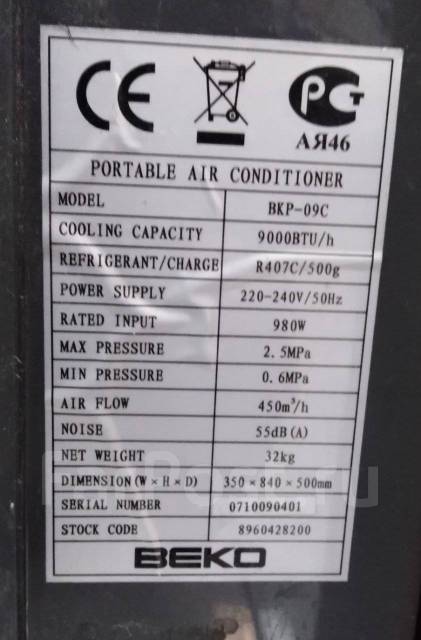 CE PG
АЯ46
PORTABLE AIR CONDITIONER
MODEL BKP-09C
COOLING CAPACITY 9000BTU/h
REFRIGERANT/CHARGE R407C/500g
POWER SUPPLY 220-240V/50Hz
RATED INPUT 980W
MAX PRESSURE 2.5MPa
MIN PRESSURE 0.6MPa
AIR FLOW 450m³/h
NOISE 55dB(A)
NET WEIGHT 32kg
DIMENSION(W×H×D) 350×840×500mm
SERIAL NUMBER 0710090401
STOCK CODE 8960428200
BEKO